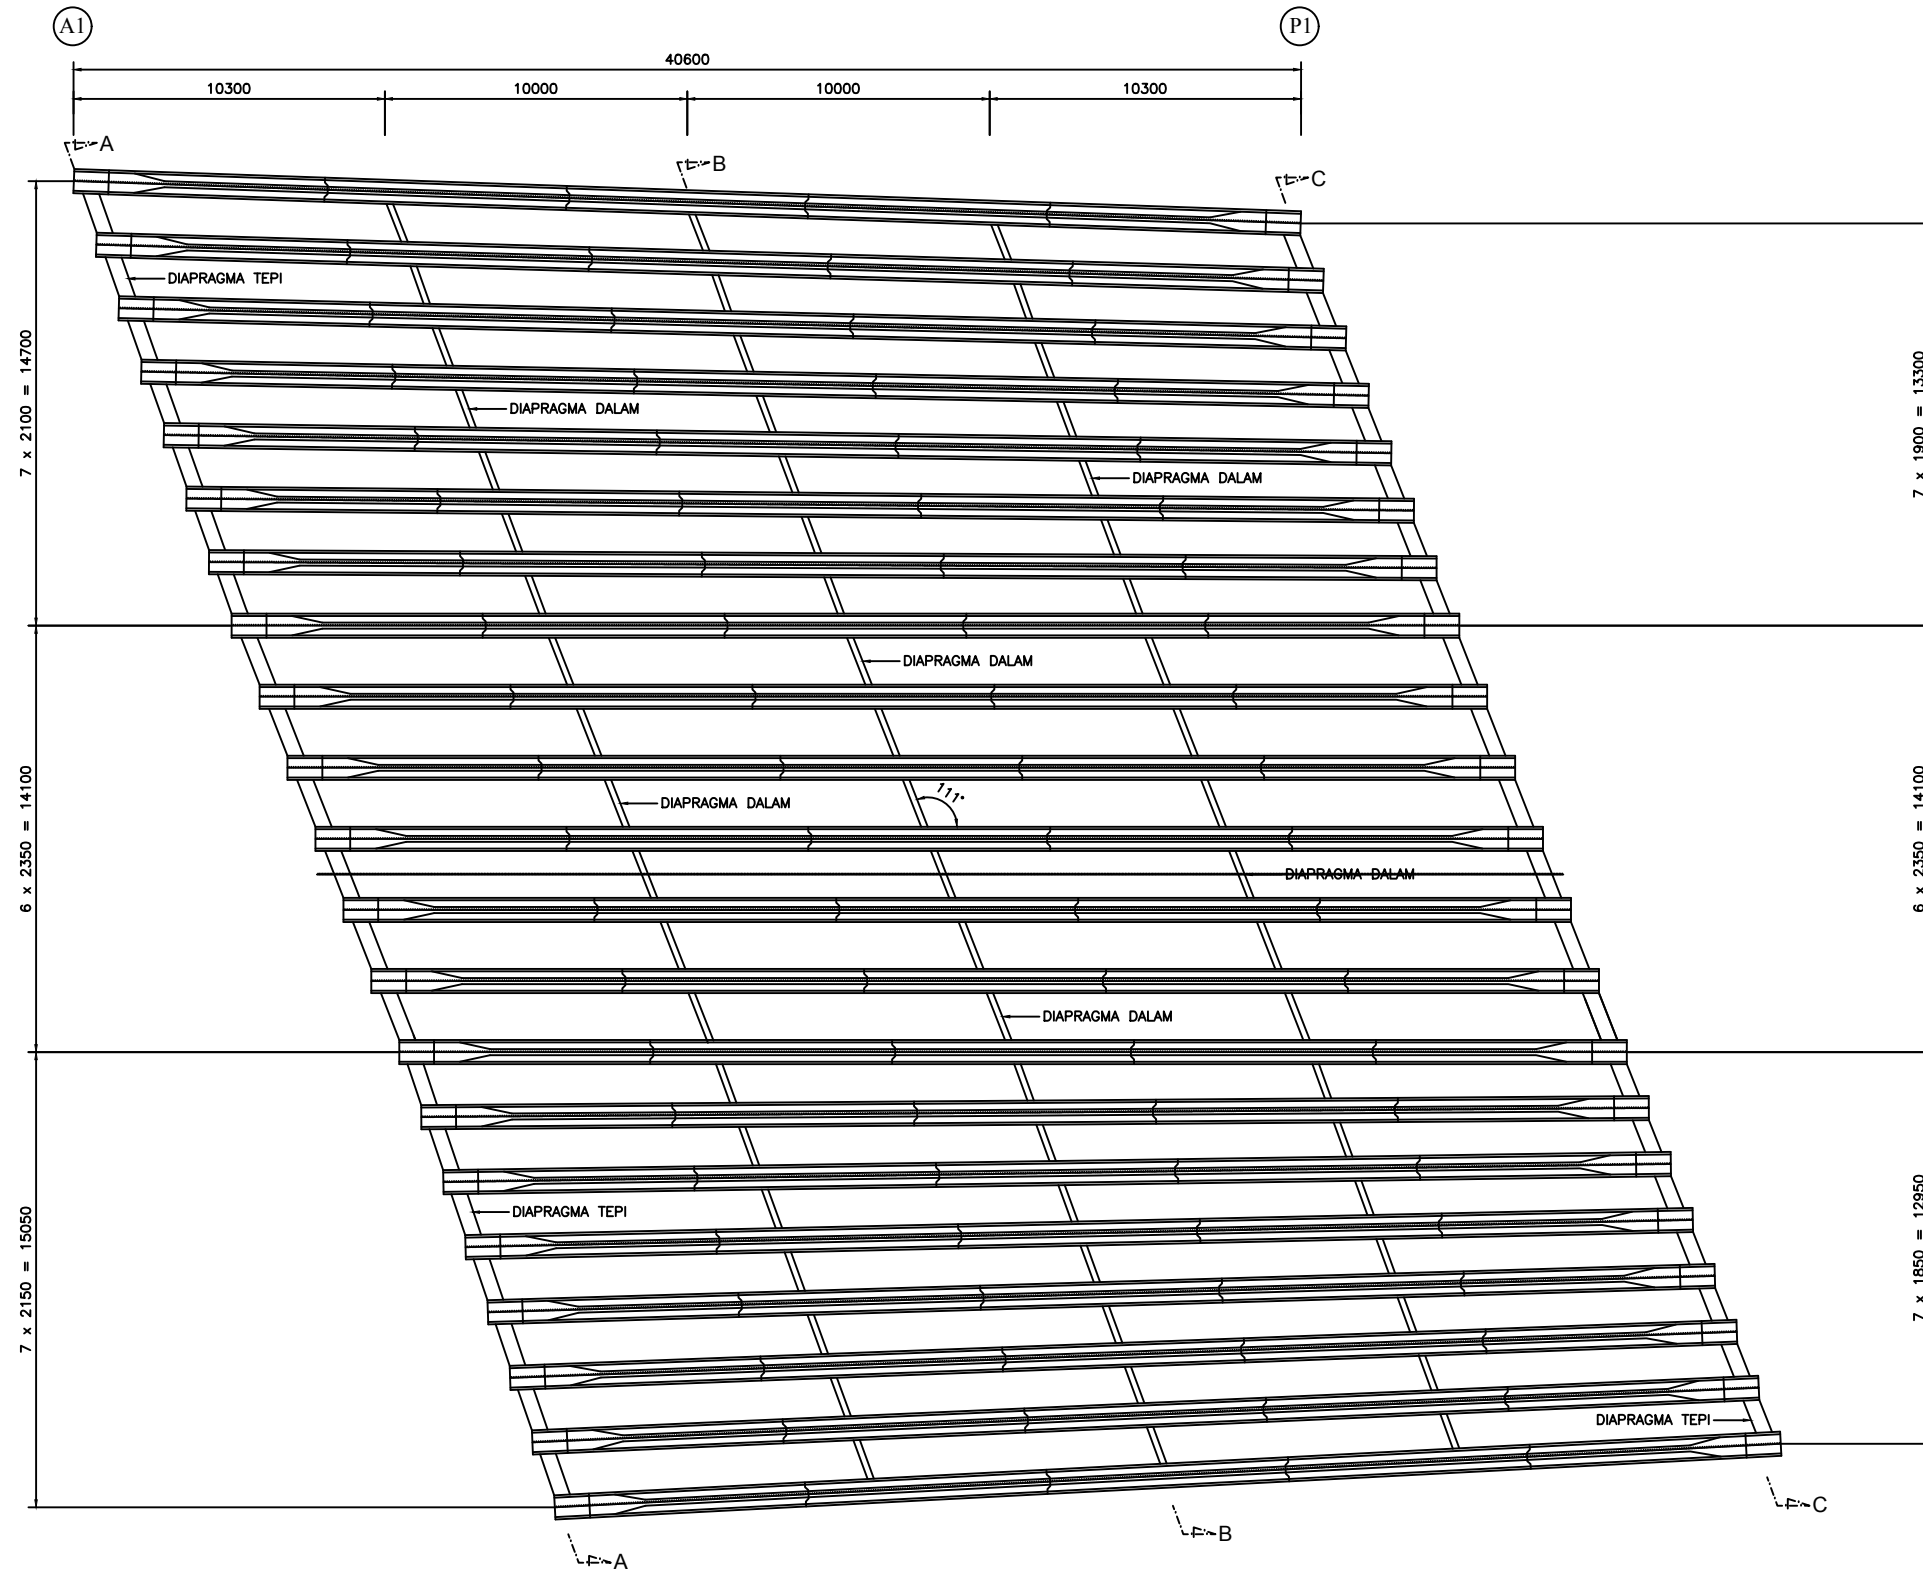 A1
P1
40600
10300
10000
10000
10300
A
B
C
DIAPRAGMA TEPI
7 x 2100 = 14700
7 x 1900 = 13300
DIAPRAGMA DALAM
DIAPRAGMA DALAM
DIAPRAGMA DALAM
111°
DIAPRAGMA DALAM
6 x 2350 = 14100
6 x 2350 = 14100
DIAPRAGMA DALAM
DIAPRAGMA DALAM
DIAPRAGMA TEPI
7 x 2150 = 15050
7 x 1850 = 12950
DIAPRAGMA TEPI
C
B
A